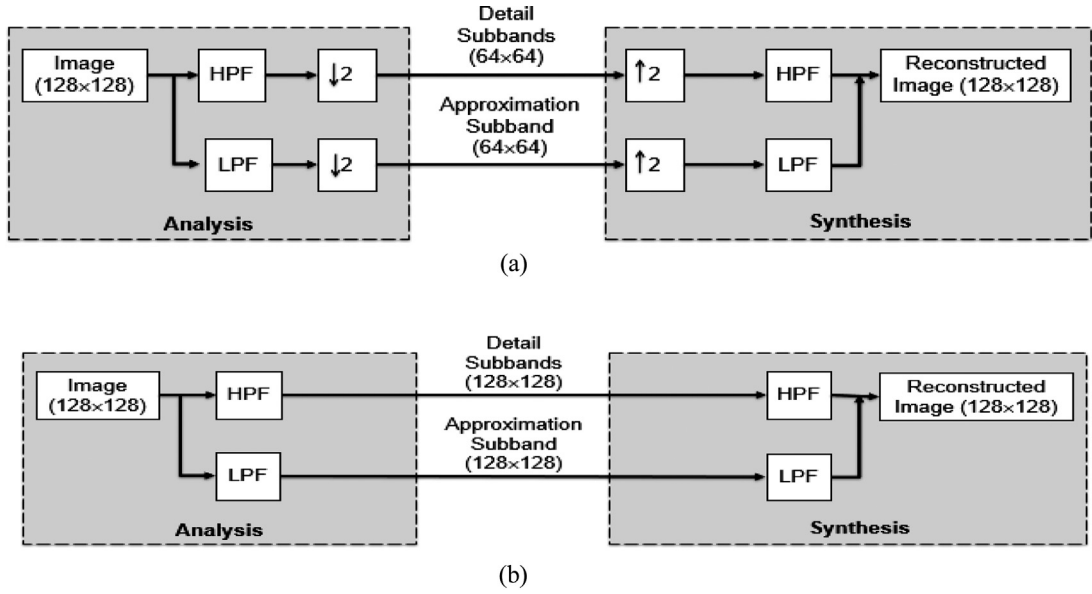 Detail
Subbands
(64×64)
Image
(128×128)
HPF
↓2
↑2
HPF
Reconstructed
Image (128×128)
Approximation
Subband
(64×64)
LPF
↓2
↑2
LPF
Analysis
Synthesis
(a)
Detail
Subbands
(128×128)
Image
(128×128)
HPF
HPF
Reconstructed
Image (128×128)
Approximation
Subband
(128×128)
LPF
LPF
Analysis
Synthesis
(b)